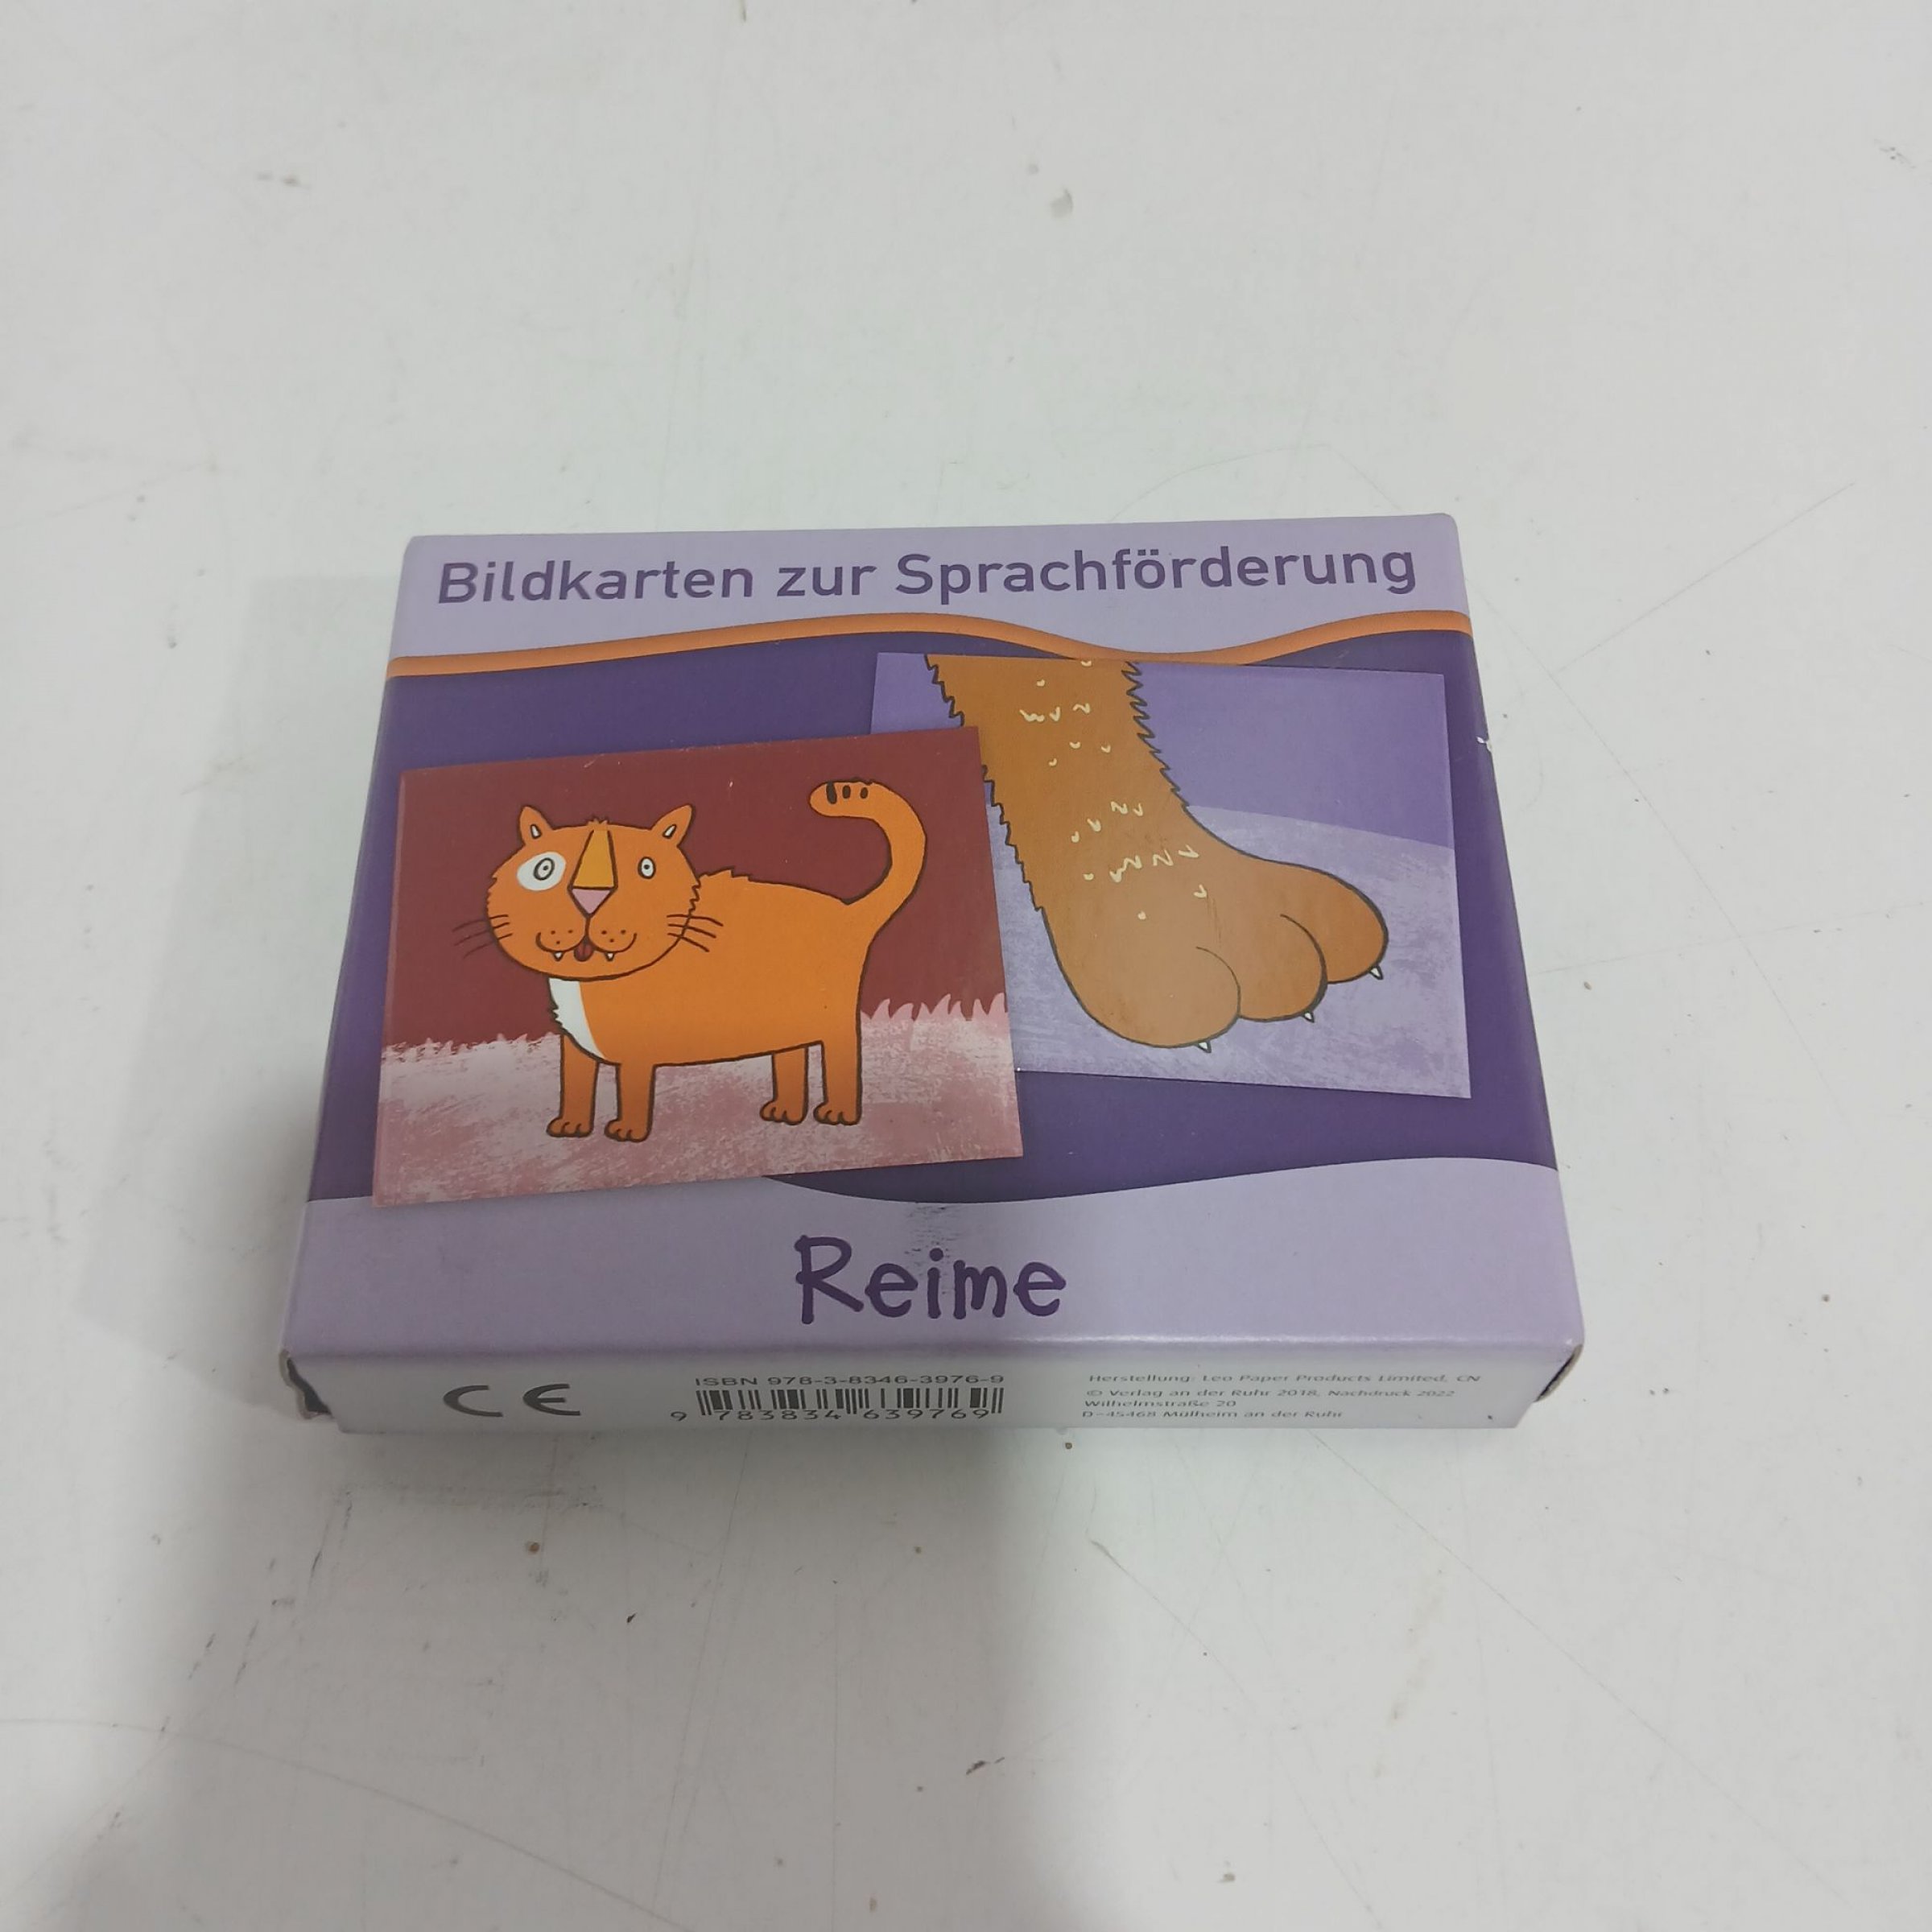 Bildkarten zur Sprachförderung
Reime
CE
ISBN 978-3-8346-3976-9
9 783834 639769
Herstellung: Leo Paper Products Limited, CN
© Verlag an der Ruhr 2018, Nachdruck 2022
Wilhelmstraße 20
D-45468 Mülheim an der Ruhr